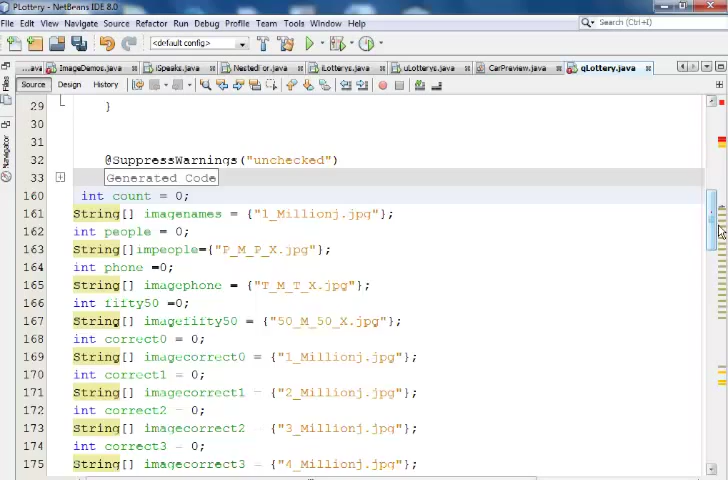 PLottery - NetBeans IDE 8.0
File Edit View Navigate Source Refactor Run Debug Profile Team Tools Window Help
Search (Ctrl+I)
<default config>
...ava ImageDemos.java iSpeaks.java NestedFor.java iLotterys.java uLotterys.java CarPreview.java qLottery.java
Source Design History
Files
Navigator
29 }
30
31
32 @SuppressWarnings("unchecked")
33 Generated Code
160 int count = 0;
161 String[] imagenames = {"1_Millionj.jpg"};
162 int people = 0;
163 String[]impeople={"P_M_P_X.jpg"};
164 int phone =0;
165 String[] imagephone = {"T_M_T_X.jpg"};
166 int fiity50 =0;
167 String[] imagefifty50 = {"50_M_50_X.jpg"};
168 int correct0 = 0;
169 String[] imagecorrect0 = {"1_Millionj.jpg"};
170 int correct1 = 0;
171 String[] imagecorrect1 = {"2_Millionj.jpg"};
172 int correct2 = 0;
173 String[] imagecorrect2 = {"3_Millionj.jpg"};
174 int correct3 = 0;
175 String[] imagecorrect3 = {"4_Millionj.jpg"};